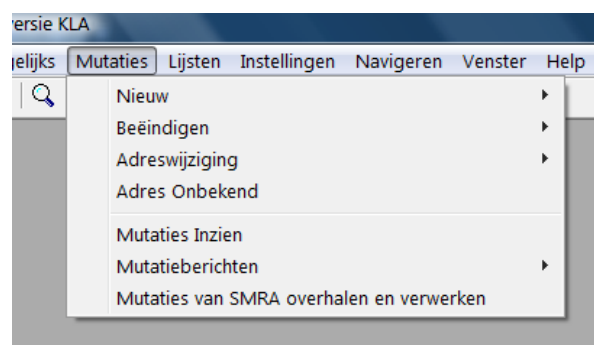 ersie KLA
elijks Mutaties Lijsten Instellingen Navigeren Venster Help
Nieuw
Beëindigen
Adreswijziging
Adres Onbekend
Mutaties Inzien
Mutatieberichten
Mutaties van SMRA overhalen en verwerken